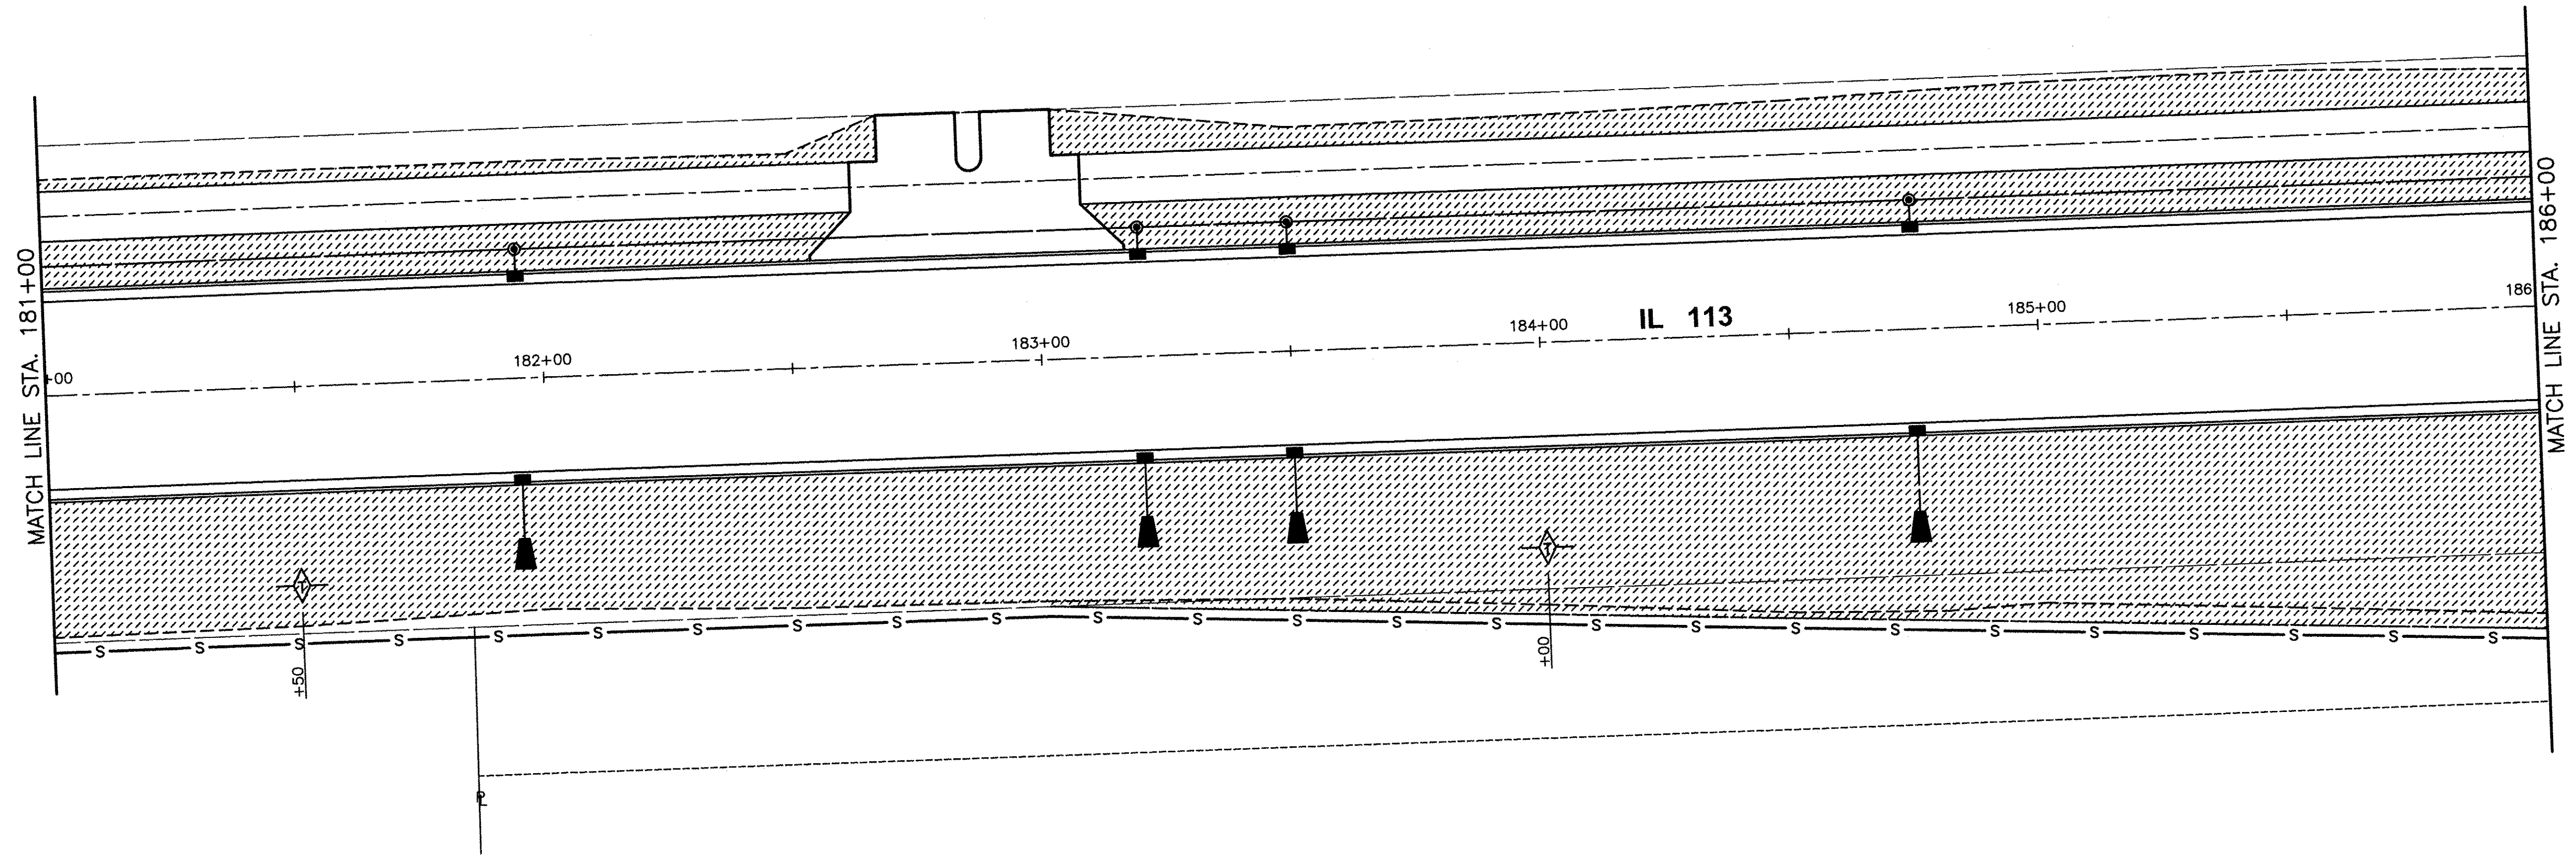 MATCH LINE STA. 181+00
+00
182+00
183+00
184+00
IL 113
185+00
186
MATCH LINE STA. 186+00
T
T
S S S S S S S S S S S S S S S S S S S S S S S S S
+50
+00
PL